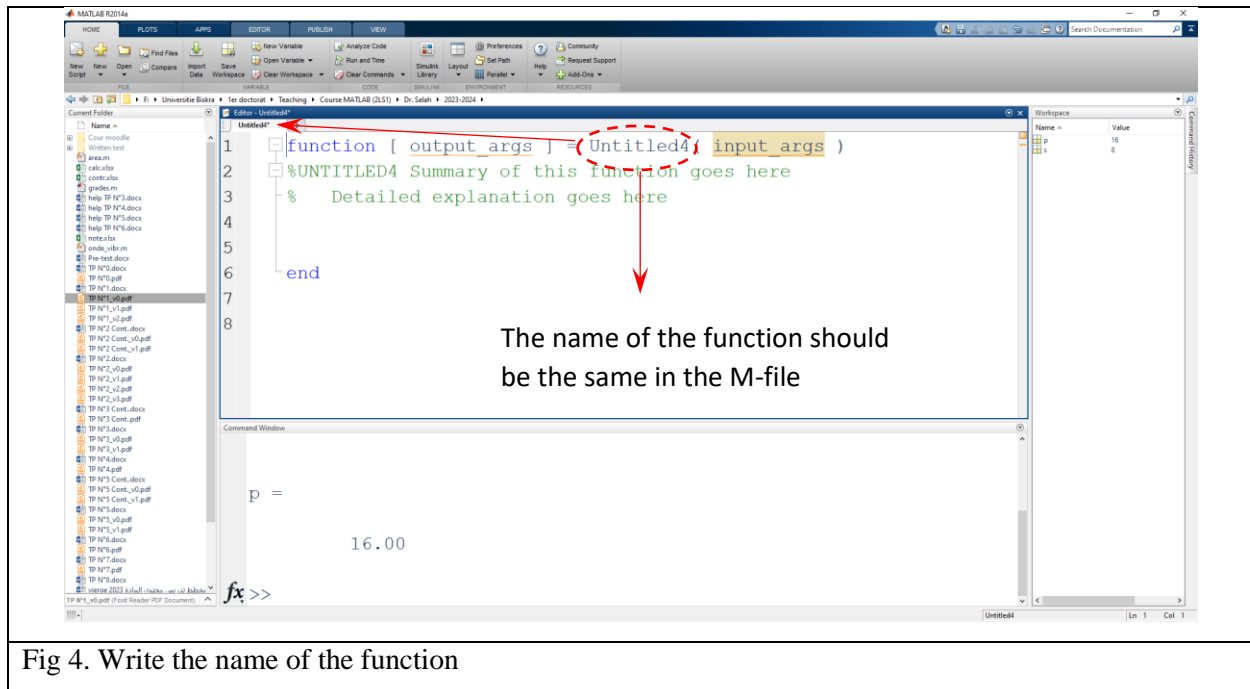 MATLAB R2014a
HOME PLOTS APPS EDITOR PUBLISH VIEW
Search Documentation
New Script
New
Open
Find Files
Compare
Import Data
Save Workspace
New Variable
Open Variable
Clear Workspace
Analyze Code
Run and Time
Clear Commands
Simulink Library
Layout
Preferences
Set Path
Parallel
Help
Community
Request Support
Add-Ons
FILE VARIABLE CODE SIMULINK ENVIRONMENT RESOURCES
F: Universitie Biskra 1er doctorat Teaching Course MATLAB (2LS1) Dr. Salah 2023-2024
Current Folder
Name
Cour moodle
Written test
area.m
calc.xlsx
contr.xlsx
grades.m
help TP N°3.docx
help TP N°4.docx
help TP N°5.docx
help TP N°6.docx
note.xlsx
onde_vibr.m
Pre-test.docx
TP N°0.docx
TP N°0.pdf
TP N°1.docx
TP N°1_v0.pdf
TP N°1_v1.pdf
TP N°1_v2.pdf
TP N°2 Cont..docx
TP N°2 Cont._v0.pdf
TP N°2 Cont._v1.pdf
TP N°2.docx
TP N°2_v0.pdf
TP N°2_v1.pdf
TP N°2_v2.pdf
TP N°2_v3.pdf
TP N°3 Cont..docx
TP N°3 Cont..pdf
TP N°3.docx
TP N°3_v0.pdf
TP N°3_v1.pdf
TP N°4.docx
TP N°4.pdf
TP N°5 Cont..docx
TP N°5 Cont._v0.pdf
TP N°5 Cont._v1.pdf
TP N°5.docx
TP N°5_v0.pdf
TP N°5_v1.pdf
TP N°6.docx
TP N°6.pdf
TP N°7.docx
TP N°7.pdf
TP N°8.docx
vierge 2023
TP N°1_v0.pdf (Foxit Reader PDF Document)
Editor - Untitled4*
Untitled4*
1 function [ output_args ] = Untitled4( input_args )
2 %UNTITLED4 Summary of this function goes here
3 % Detailed explanation goes here
4
5
6 end
7
8
The name of the function should
be the same in the M-file
Command Window
p =
16.00
fx >>
Workspace
Name Value
p 16
s 8
Command History
Untitled4 Ln 1 Col 1
Fig 4. Write the name of the function